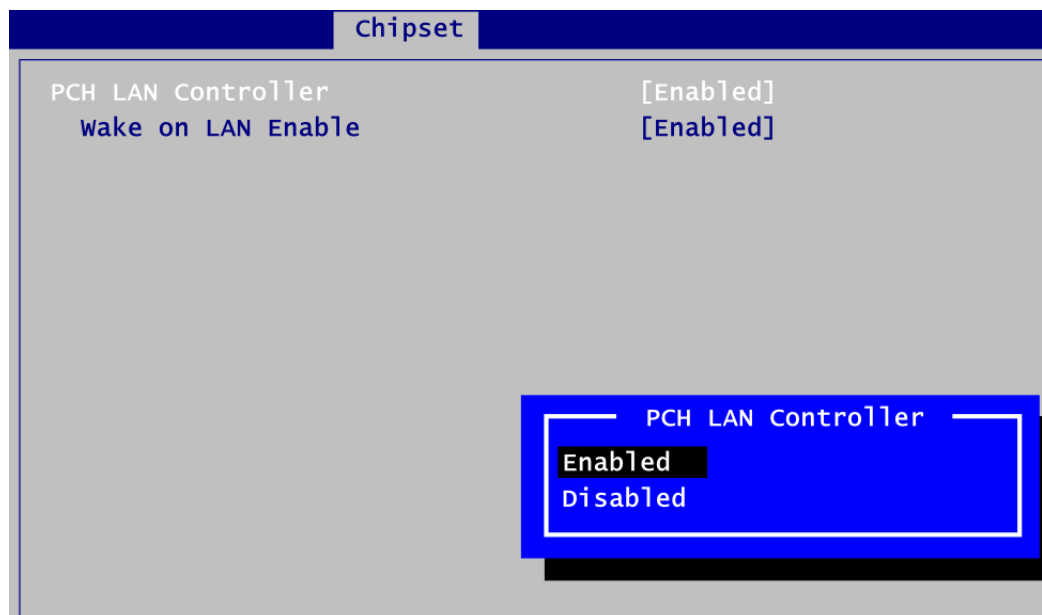 Chipset
PCH LAN Controller [Enabled]
Wake on LAN Enable [Enabled]
PCH LAN Controller
Enabled
Disabled